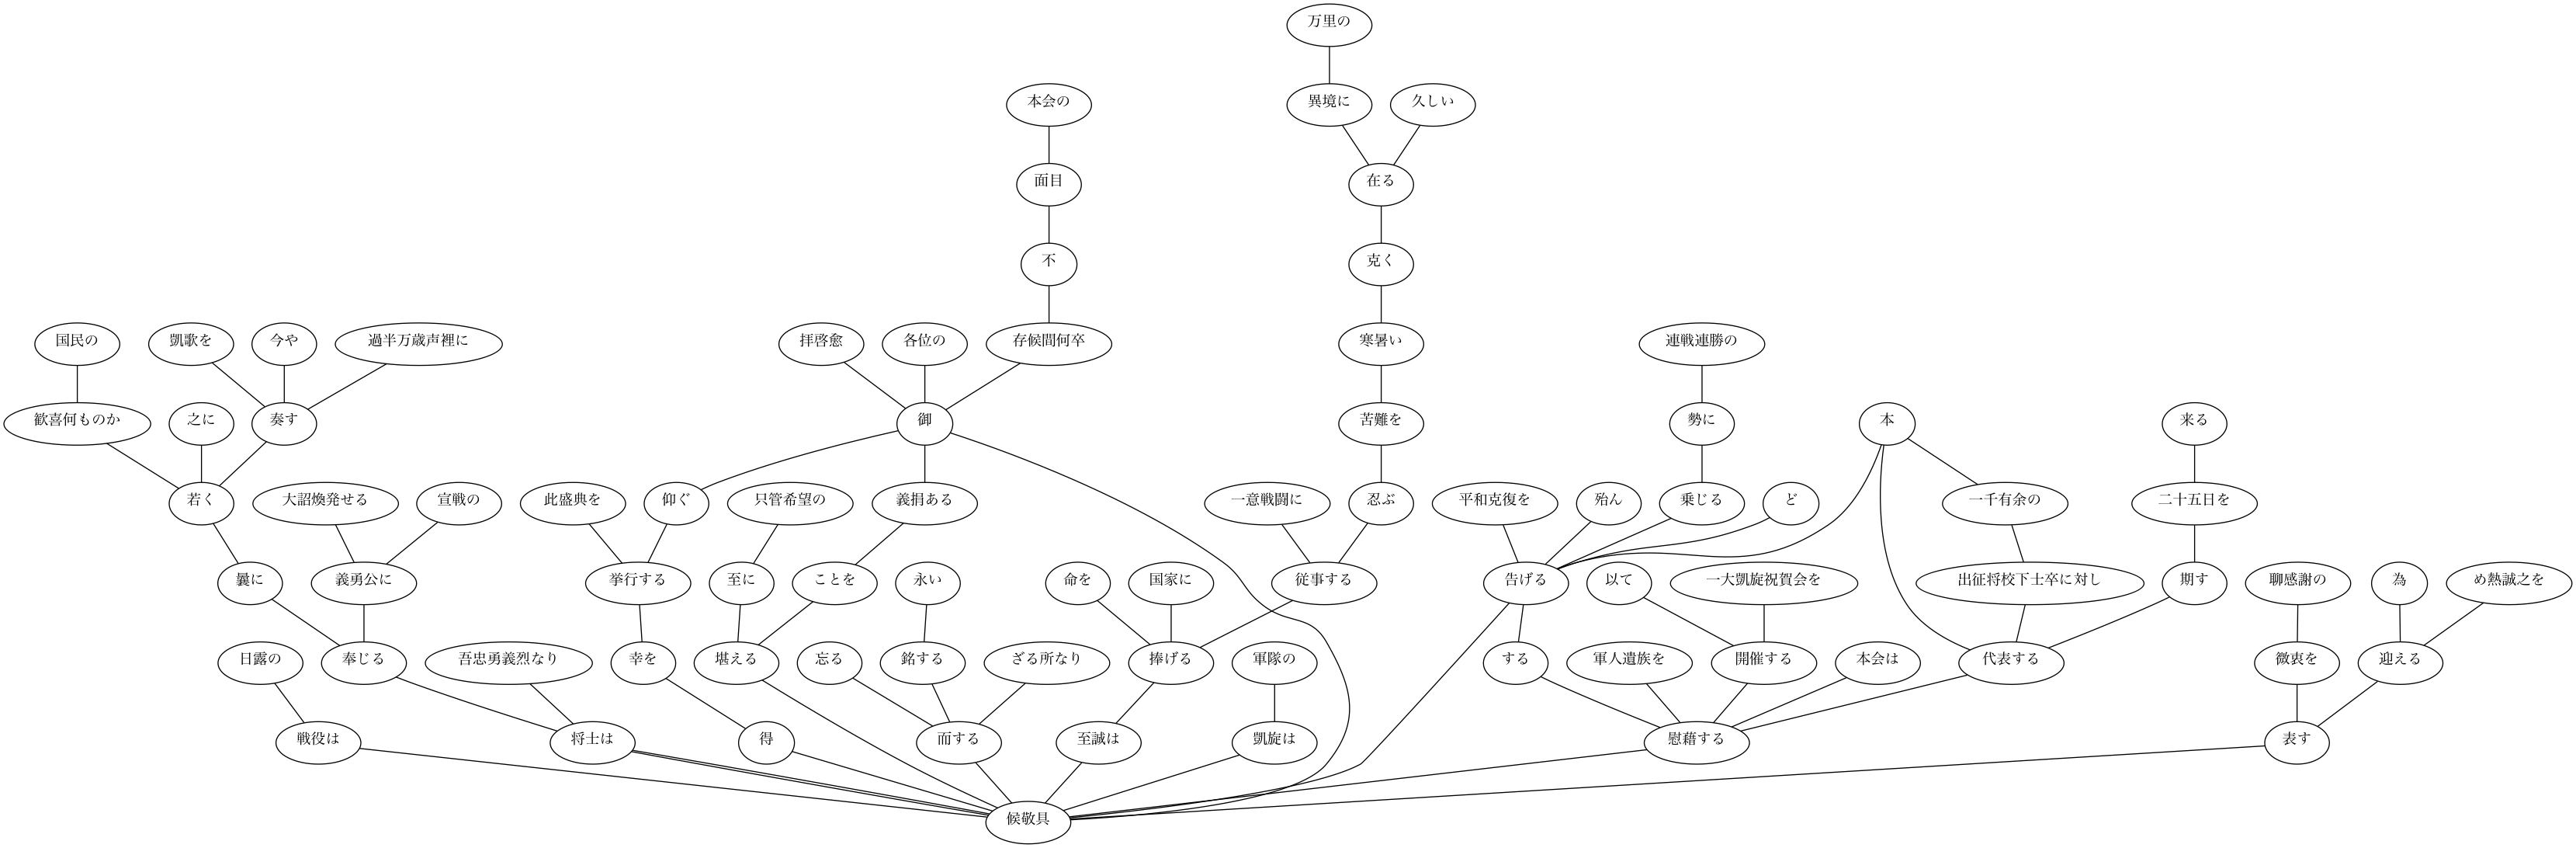 万里の
本会の
異境に
久しい
面目
在る
不
克く
国民の
凱歌を
今や
過半万歳声裡に
拝啓愈
各位の
存候間何卒
寒暑い
連戦連勝の
歓喜何ものか
之に
奏す
御
苦難を
勢に
本
来る
若く
大詔煥発せる
宣戦の
此盛典を
仰ぐ
只管希望の
義捐ある
一意戦闘に
忍ぶ
平和克復を
殆ん
乗じる
ど
一千有余の
二十五日を
曩に
義勇公に
挙行する
至に
ことを
永い
命を
国家に
従事する
告げる
以て
一大凱旋祝賀会を
出征将校下士卒に対し
期す
聊感謝の
為
め熱誠之を
日露の
奉じる
吾忠勇義烈なり
幸を
堪える
忘る
銘する
ざる所なり
捧げる
軍隊の
する
軍人遺族を
開催する
本会は
代表する
微衷を
迎える
戦役は
将士は
得
而する
至誠は
凱旋は
慰藉する
表す
候敬具